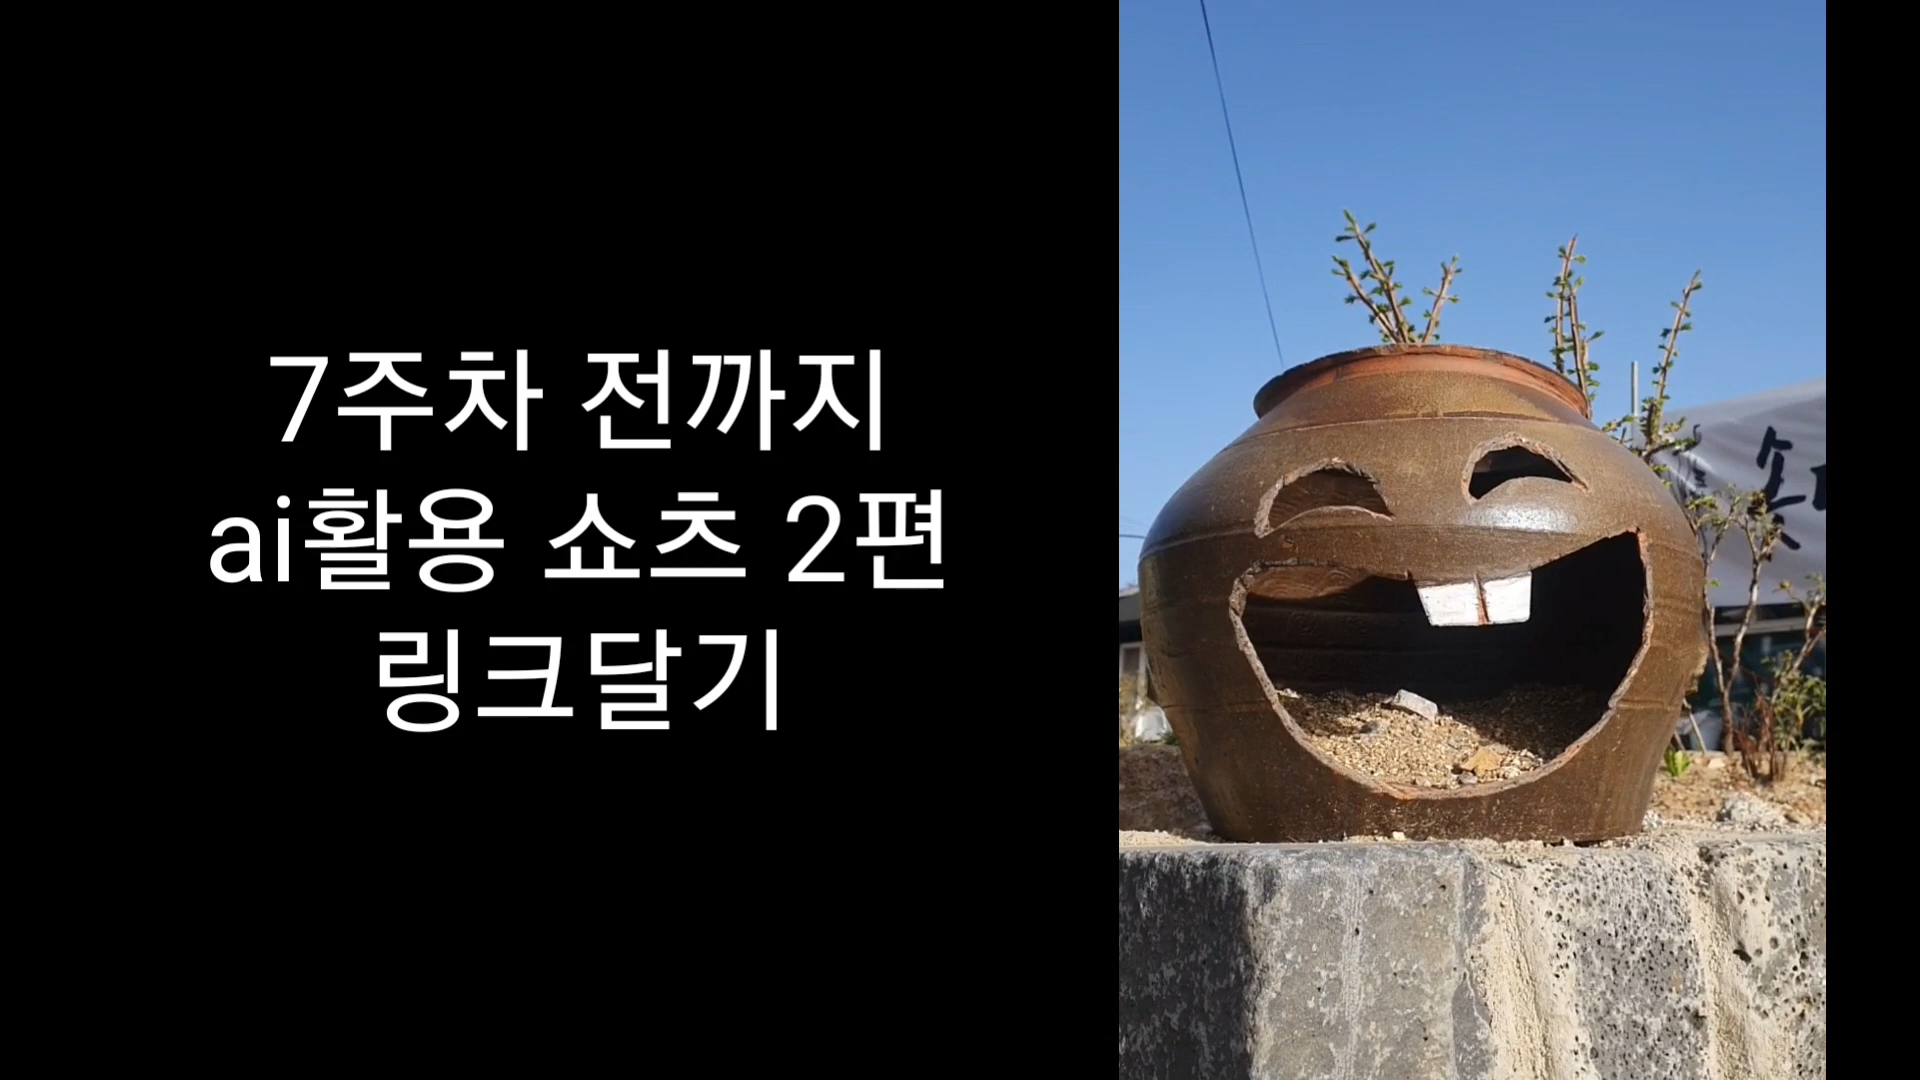 7주차 전까지
ai활용 쇼츠 2편
링크달기